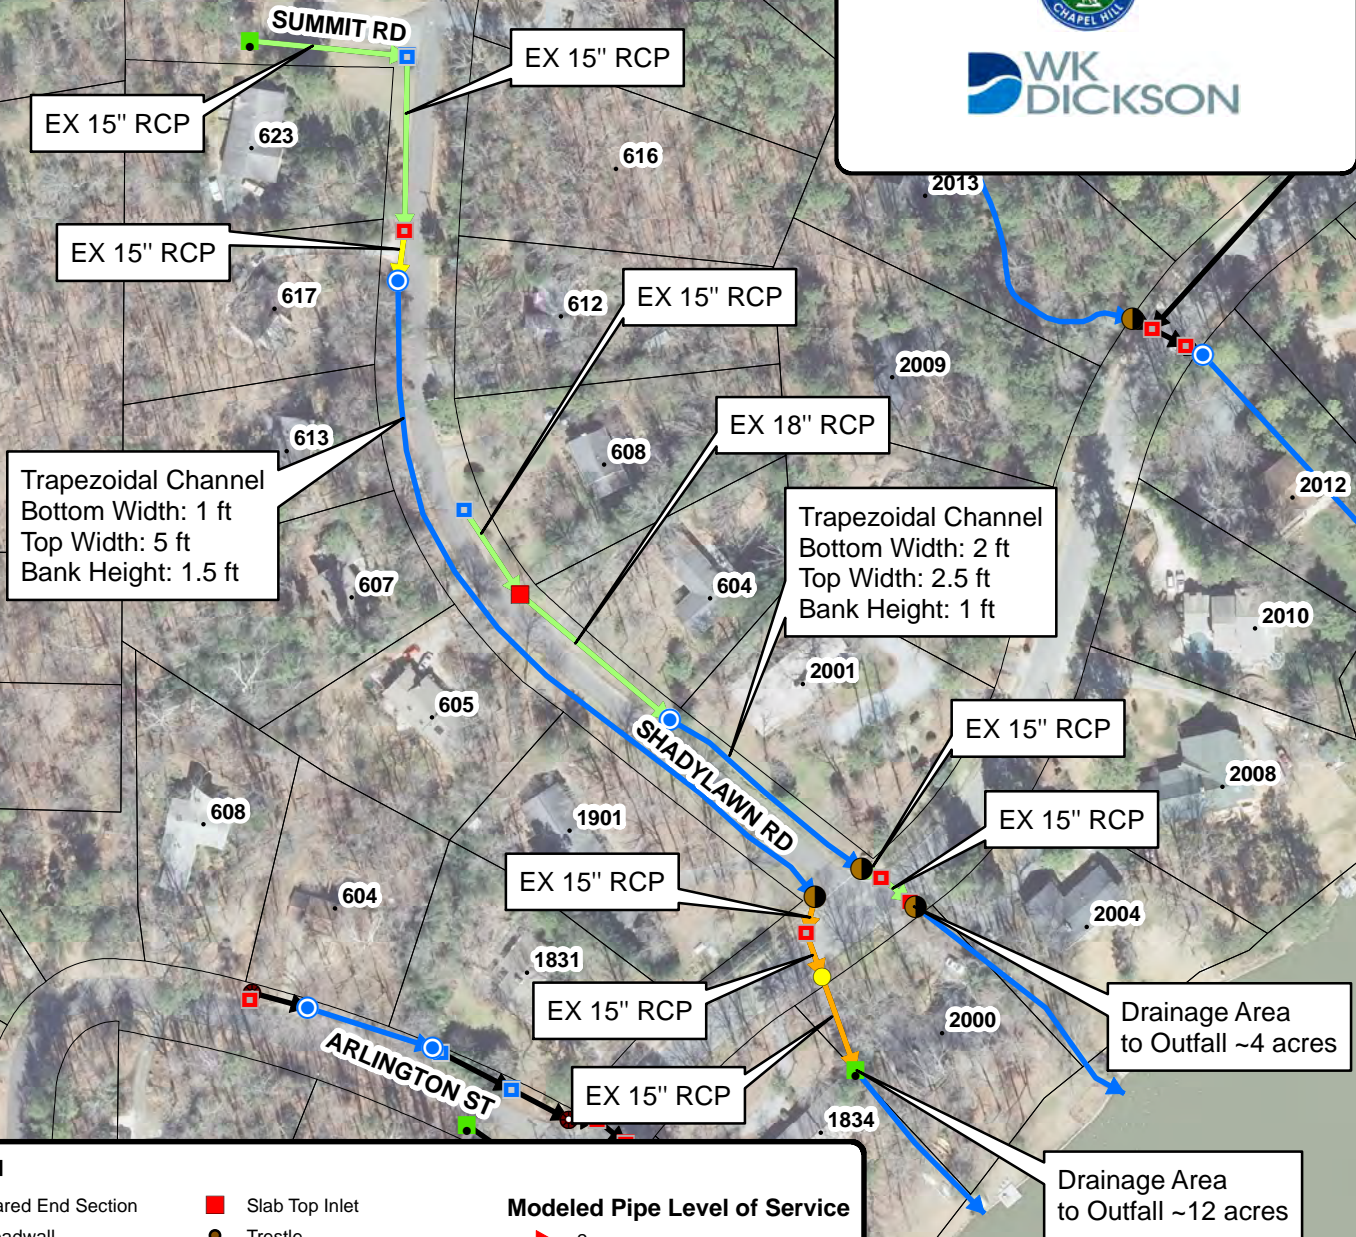 CHAPEL HILL
WK
DICKSON
SUMMIT RD
EX 15" RCP
EX 15" RCP
623
616
2013
EX 15" RCP
617
612
EX 15" RCP
2009
613
608
EX 18" RCP
Trapezoidal Channel
Bottom Width: 1 ft
Top Width: 5 ft
Bank Height: 1.5 ft
2012
Trapezoidal Channel
Bottom Width: 2 ft
Top Width: 2.5 ft
Bank Height: 1 ft
607
604
2010
605
2001
SHADYLAWN RD
EX 15" RCP
2008
608
1901
EX 15" RCP
EX 15" RCP
604
2004
1831
EX 15" RCP
2000
Drainage Area
to Outfall ~4 acres
ARLINGTON ST
EX 15" RCP
1834
Drainage Area
to Outfall ~12 acres
ared End Section
Slab Top Inlet
Modeled Pipe Level of Service
adwall
Trestle